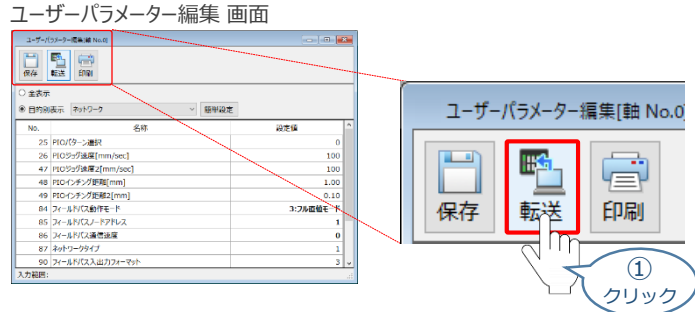 ユーザーパラメーター編集 画面
ユーザーパラメーター編集[軸 No.0]
保存 転送 印刷
全表示
目的別表示 ネットワーク 簡単設定
No. 名称 設定値
25 PIOパターン選択 0
26 PIOジョグ速度[mm/sec] 100
47 PIOジョグ速度2[mm/sec] 100
48 PIOインチング距離[mm] 1.00
49 PIOインチング距離2[mm] 0.10
84 フィールドバス動作モード 3:フル直値モード
85 フィールドバスノードアドレス 1
86 フィールドバス通信速度 0
87 ネットワークタイプ 1
90 フィールドバス入出力フォーマット 3
入力範囲:
ユーザーパラメーター編集[軸 No.0]
保存 転送 印刷
①
クリック